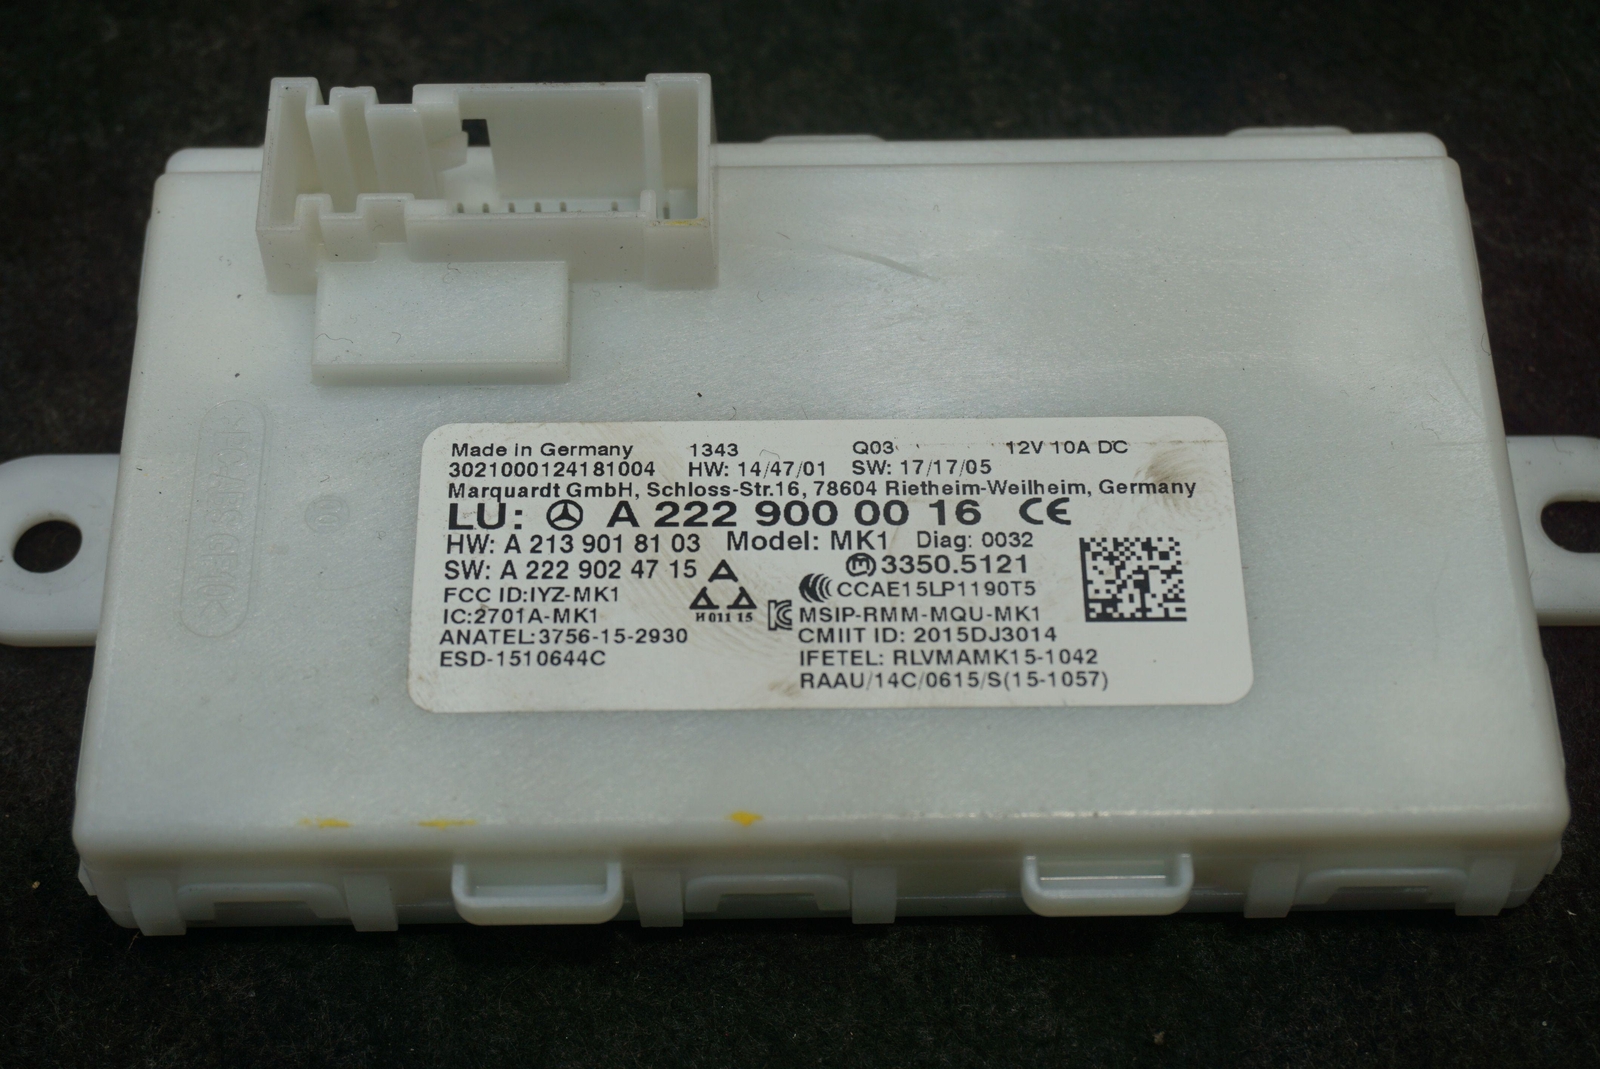 Made in Germany 1343 Q03 12V 10A DC
3021000124181004 HW: 14/47/01 SW: 17/17/05
Marquardt GmbH, Schloss-Str.16, 78604 Rietheim-Weilheim, Germany
LU: A 222 900 00 16 CE
HW: A 213 901 81 03 Model: MK1 Diag: 0032
SW: A 222 902 47 15 3350.5121
FCC ID:IYZ-MK1 CCAE15LP1190T5
H 011 15
IC:2701A-MK1 MSIP-RMM-MQU-MK1
ANATEL:3756-15-2930 CMIIT ID: 2015DJ3014
ESD-1510644C IFETEL: RLVMAMK15-1042
RAAU/14C/0615/S(15-1057)